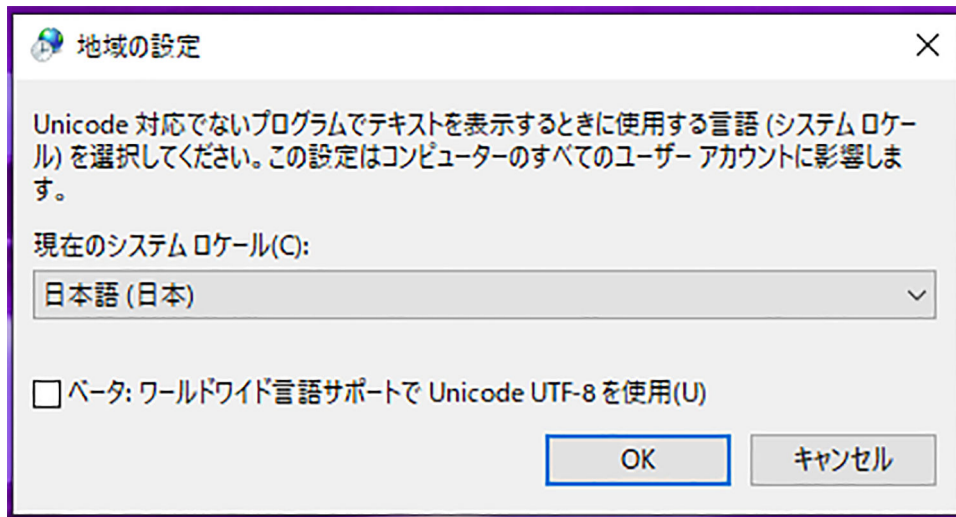 地域の設定
Unicode 対応でないプログラムでテキストを表示するときに使用する言語 (システム ロケー
ル) を選択してください。この設定はコンピューターのすべてのユーザー アカウントに影響しま
す。
現在のシステム ロケール(C):
日本語 (日本)
ベータ: ワールドワイド言語サポートで Unicode UTF-8 を使用(U)
OK
キャンセル